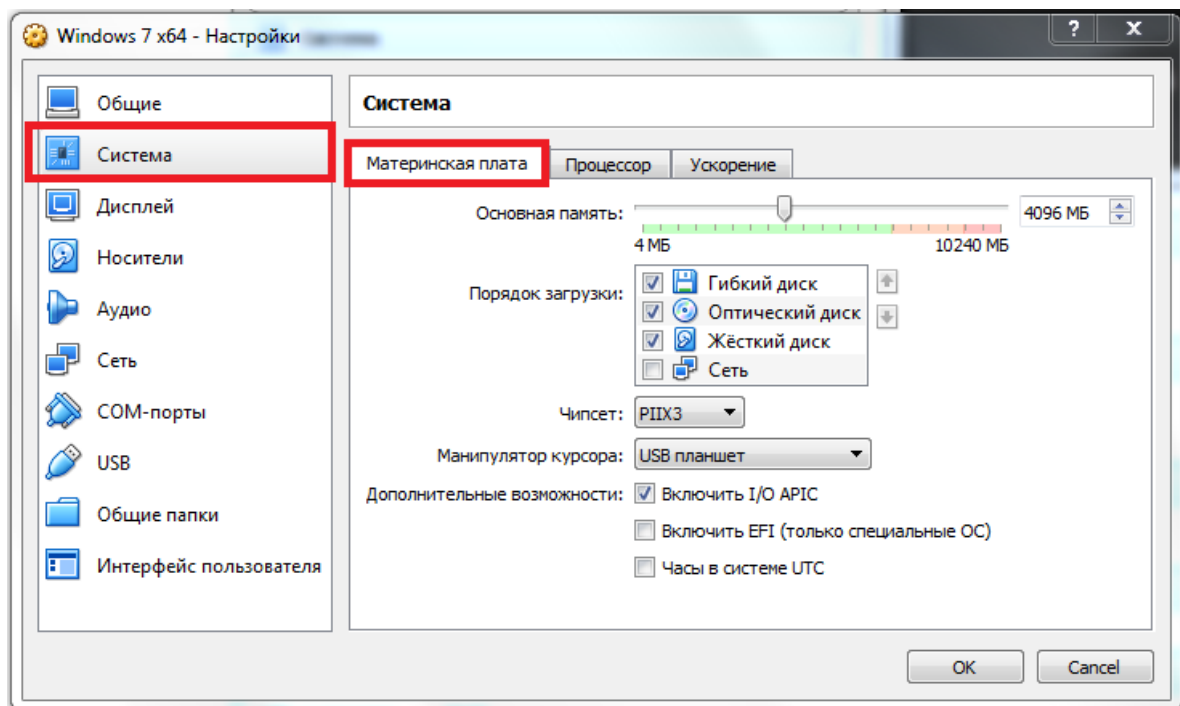 Windows 7 x64 - Настройки
? x
Общие
Система
Дисплей
Носители
Аудио
Сеть
COM-порты
USB
Общие папки
Интерфейс пользователя
Система
Материнская плата Процессор Ускорение
Основная память: 4096 МБ
4 МБ 10240 МБ
Порядок загрузки: Гибкий диск
Оптический диск
Жёсткий диск
Сеть
Чипсет: PIIX3
Манипулятор курсора: USB планшет
Дополнительные возможности: Включить I/O APIC
Включить EFI (только специальные ОС)
Часы в системе UTC
OK Cancel